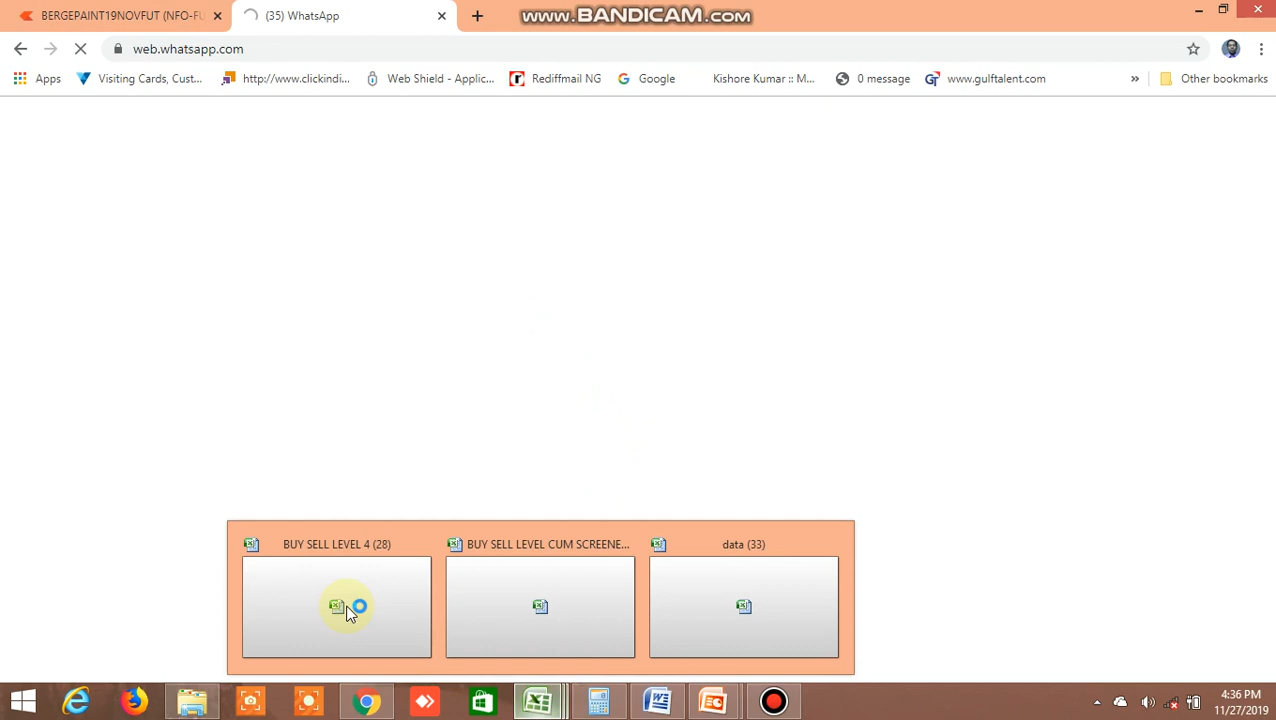 BERGEPAINT19NOVFUT (NFO-FU
(35) WhatsApp
www.BANDICAM.com
web.whatsapp.com
Apps
Visiting Cards, Cust...
http://www.clickindi...
Web Shield - Applic...
Rediffmail NG
Google
Kishore Kumar :: M...
0 message
www.gulftalent.com
»
Other bookmarks
BUY SELL LEVEL 4 (28)
BUY SELL LEVEL CUM SCREENE...
data (33)
4:36 PM
11/27/2019